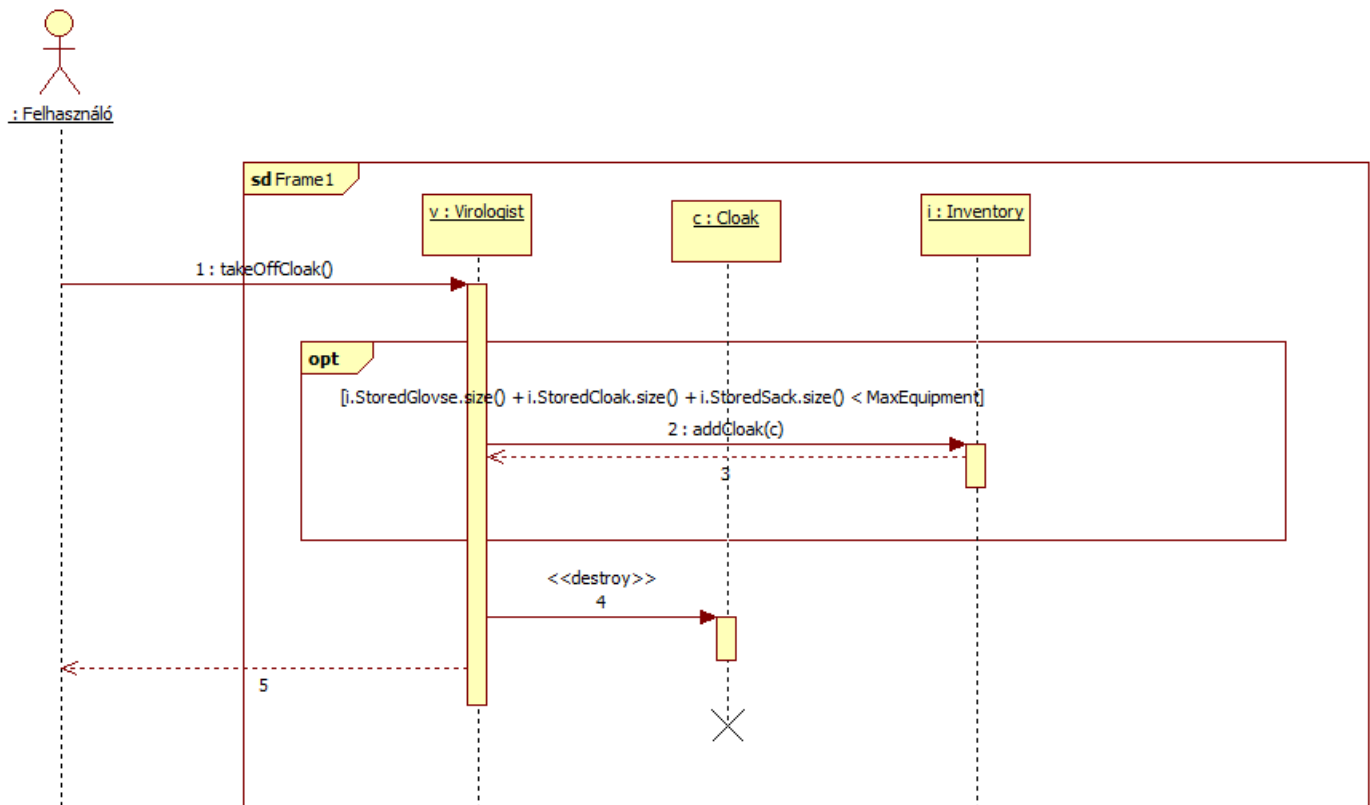 : Felhasználó
sd Frame1
v : Virologist
c : Cloak
i : Inventory
1 : takeOffCloak()
opt
[i.StoredGlovse.size() + i.StoredCloak.size() + i.StoredSack.size() < MaxEquipment]
2 : addCloak(c)
3
<<destroy>>
4
5